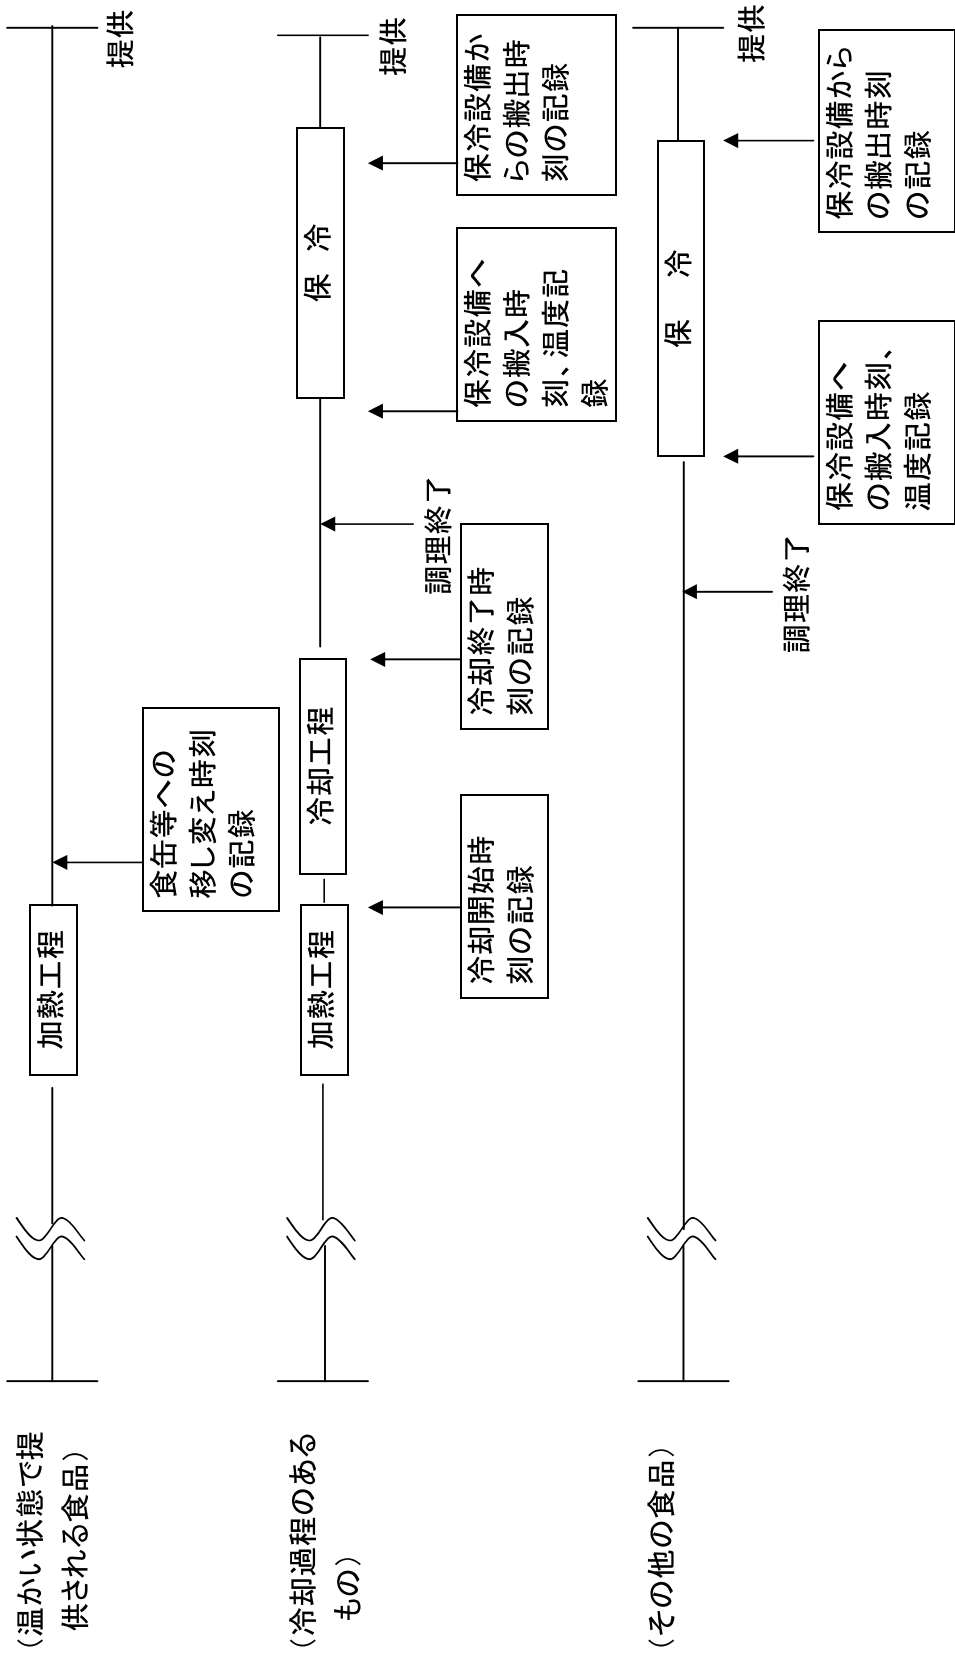 （温かい状態で提
供される食品）
加熱工程
食缶等への
移し変え時刻
の記録
提供
（冷却過程のある
もの）
加熱工程
冷却工程
保　冷
提供
冷却開始時
刻の記録
冷却終了時
刻の記録
調理終了
保冷設備へ
の搬入時
刻、温度記
録
保冷設備か
らの搬出時
刻の記録
（その他の食品）
保　冷
提供
調理終了
保冷設備へ
の搬入時刻、
温度記録
保冷設備から
の搬出時刻
の記録